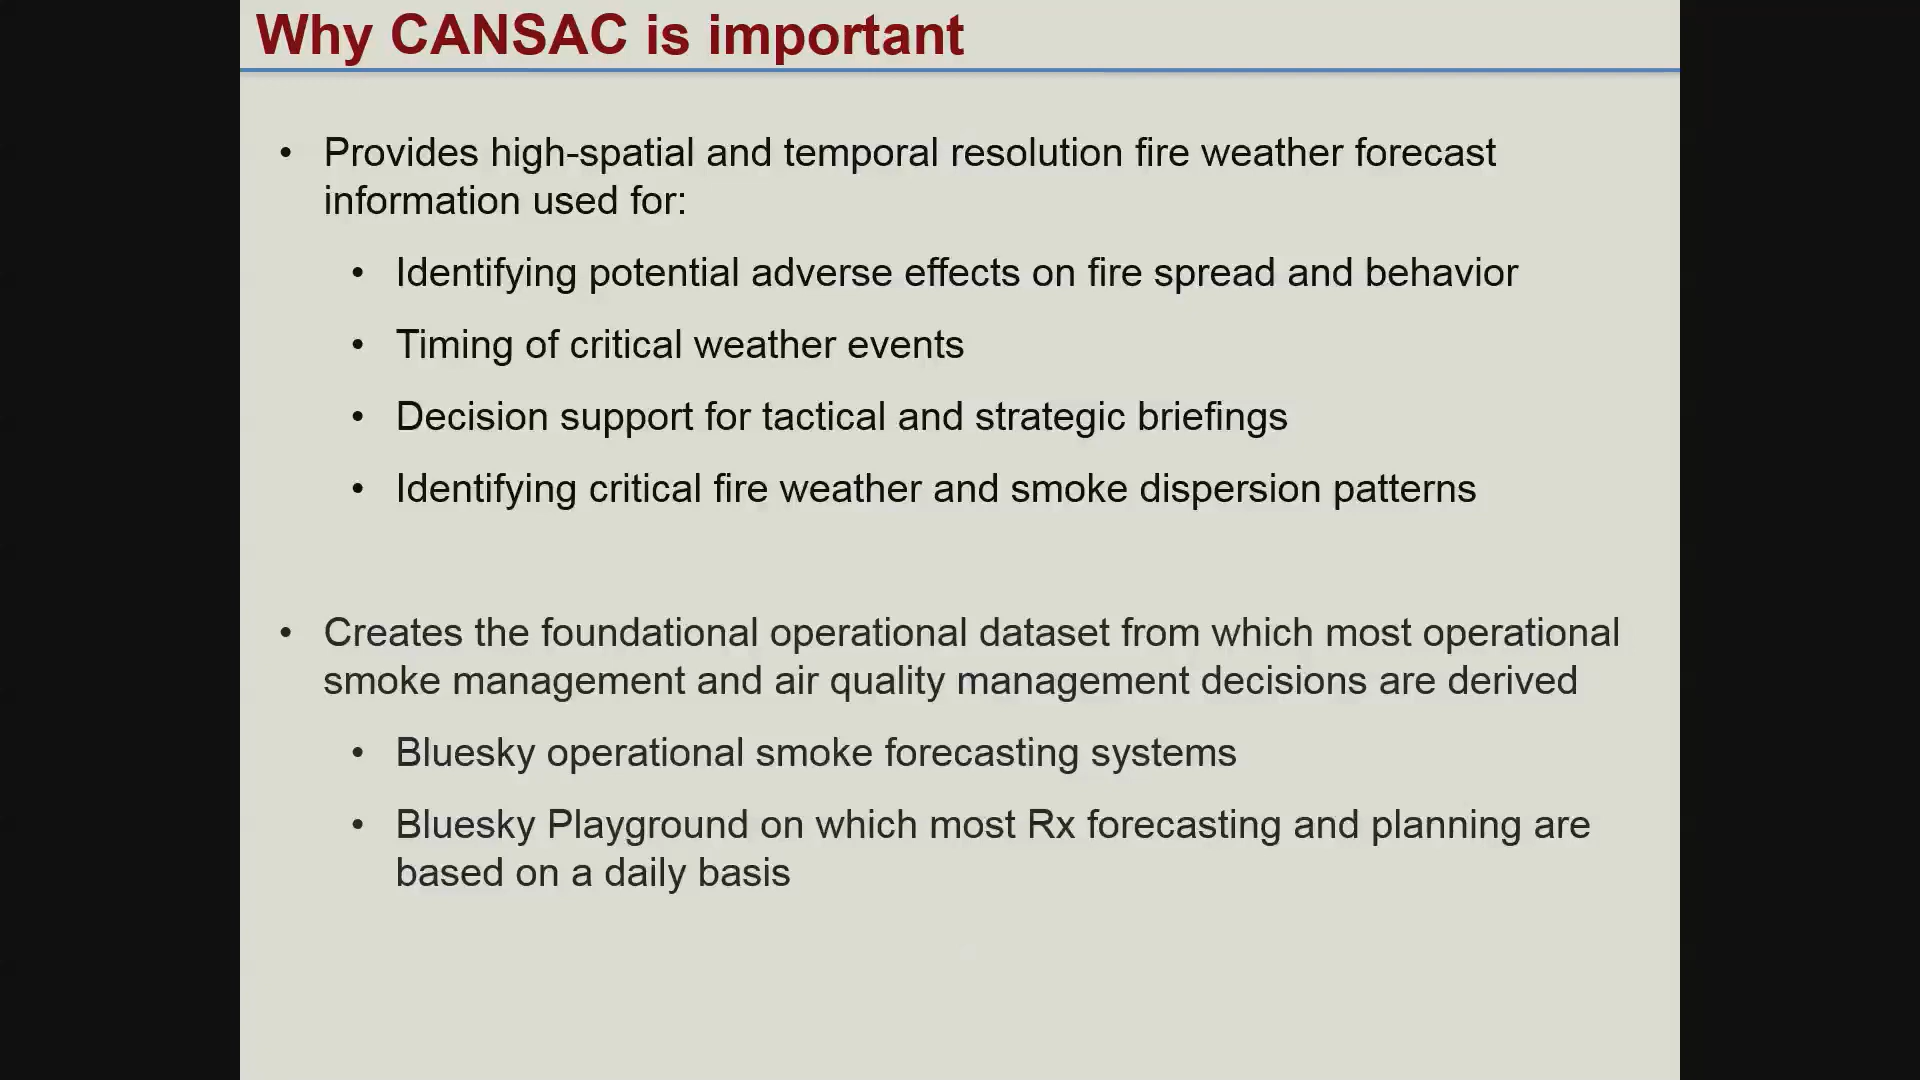 Why CANSAC is important
• Provides high-spatial and temporal resolution fire weather forecast
information used for:
• Identifying potential adverse effects on fire spread and behavior
• Timing of critical weather events
• Decision support for tactical and strategic briefings
• Identifying critical fire weather and smoke dispersion patterns
• Creates the foundational operational dataset from which most operational
smoke management and air quality management decisions are derived
• Bluesky operational smoke forecasting systems
• Bluesky Playground on which most Rx forecasting and planning are
based on a daily basis